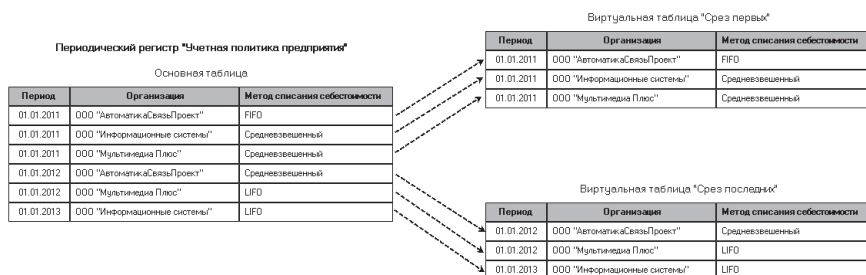 Периодический регистр "Учетная политика предприятия"
Основная таблица
Период Организация Метод списания себестоимости
01.01.2011 ООО "АвтоматикаСвязьПроект" FIFO
01.01.2011 ООО "Информационные системы" Средневзвешенный
01.01.2011 ООО "Мультимедиа Плюс" Средневзвешенный
01.01.2012 ООО "АвтоматикаСвязьПроект" Средневзвешенный
01.01.2012 ООО "Мультимедиа Плюс" LIFO
01.01.2013 ООО "Информационные системы" LIFO
Виртуальная таблица "Срез первых"
Период Организация Метод списания себестоимости
01.01.2011 ООО "АвтоматикаСвязьПроект" FIFO
01.01.2011 ООО "Информационные системы" Средневзвешенный
01.01.2011 ООО "Мультимедиа Плюс" Средневзвешенный
Виртуальная таблица "Срез последних"
Период Организация Метод списания себестоимости
01.01.2012 ООО "АвтоматикаСвязьПроект" Средневзвешенный
01.01.2012 ООО "Мультимедиа Плюс" LIFO
01.01.2013 ООО "Информационные системы" LIFO